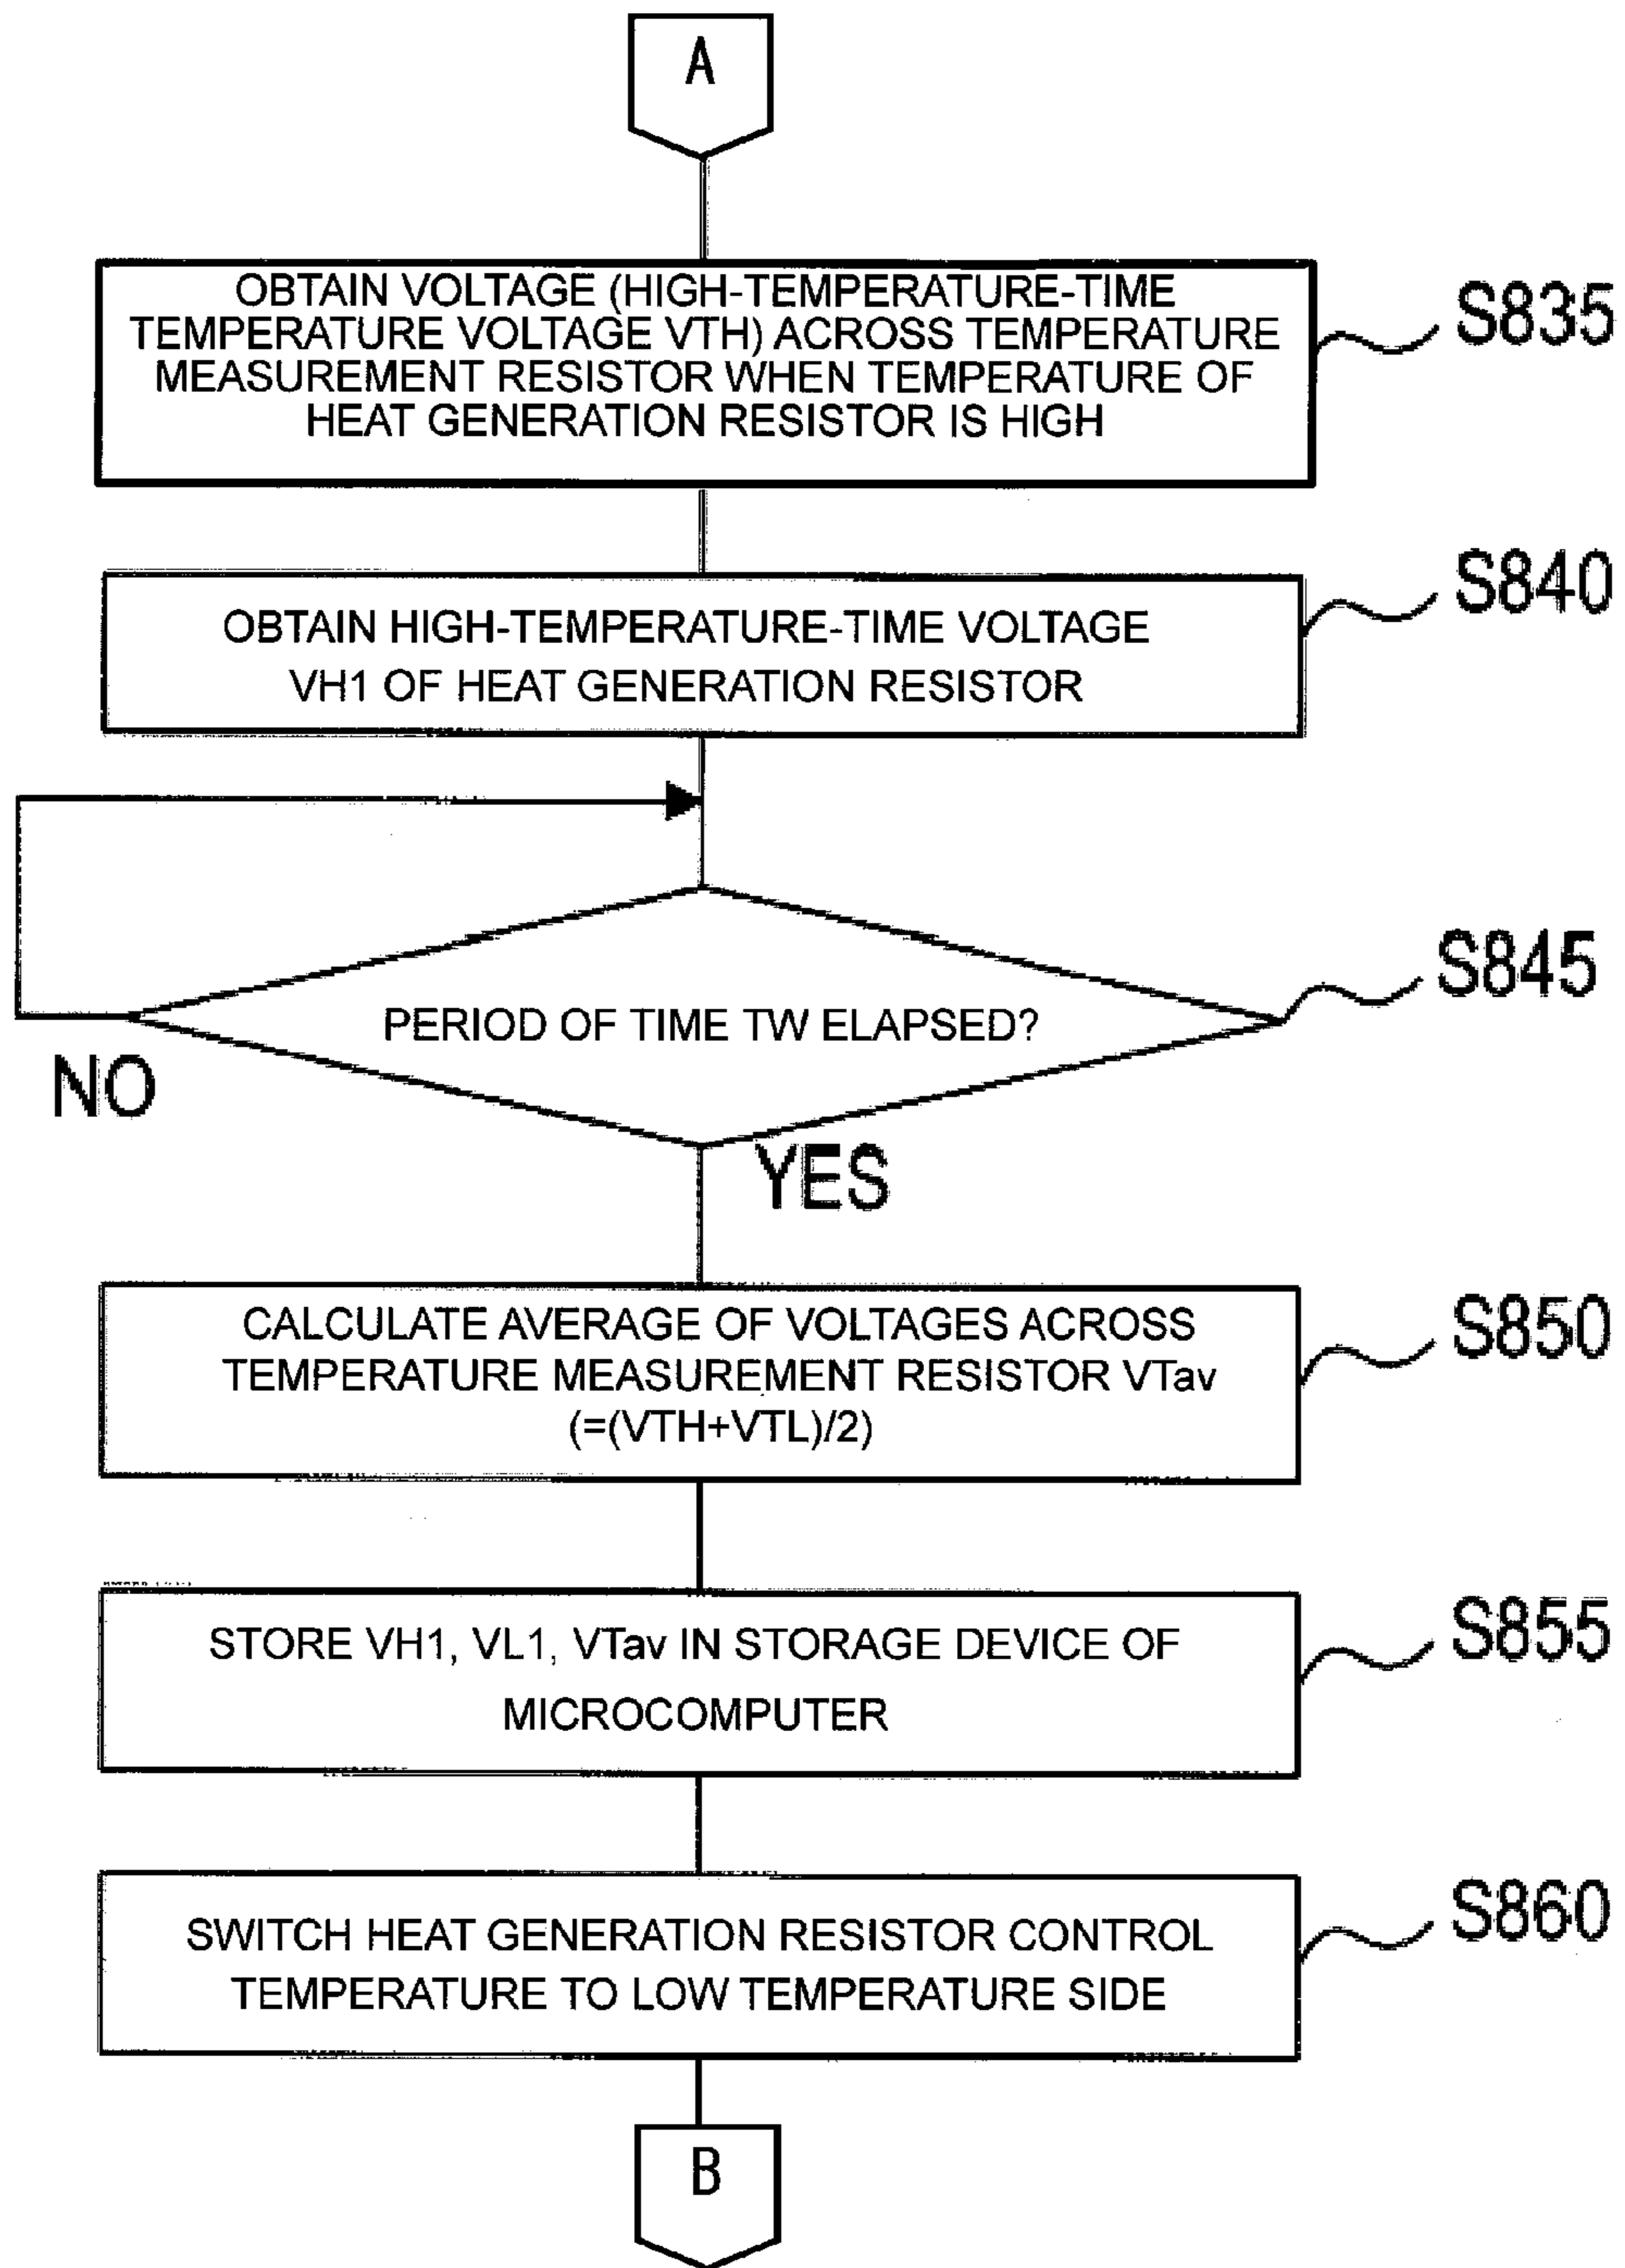 A
OBTAIN VOLTAGE (HIGH-TEMPERATURE-TIME
TEMPERATURE VOLTAGE VTH) ACROSS TEMPERATURE
MEASUREMENT RESISTOR WHEN TEMPERATURE OF
HEAT GENERATION RESISTOR IS HIGH
S835
OBTAIN HIGH-TEMPERATURE-TIME VOLTAGE
VH1 OF HEAT GENERATION RESISTOR
S840
PERIOD OF TIME TW ELAPSED?
S845
NO
YES
CALCULATE AVERAGE OF VOLTAGES ACROSS
TEMPERATURE MEASUREMENT RESISTOR VTav
(=(VTH+VTL)/2)
S850
STORE VH1, VL1, VTav IN STORAGE DEVICE OF
MICROCOMPUTER
S855
SWITCH HEAT GENERATION RESISTOR CONTROL
TEMPERATURE TO LOW TEMPERATURE SIDE
S860
B